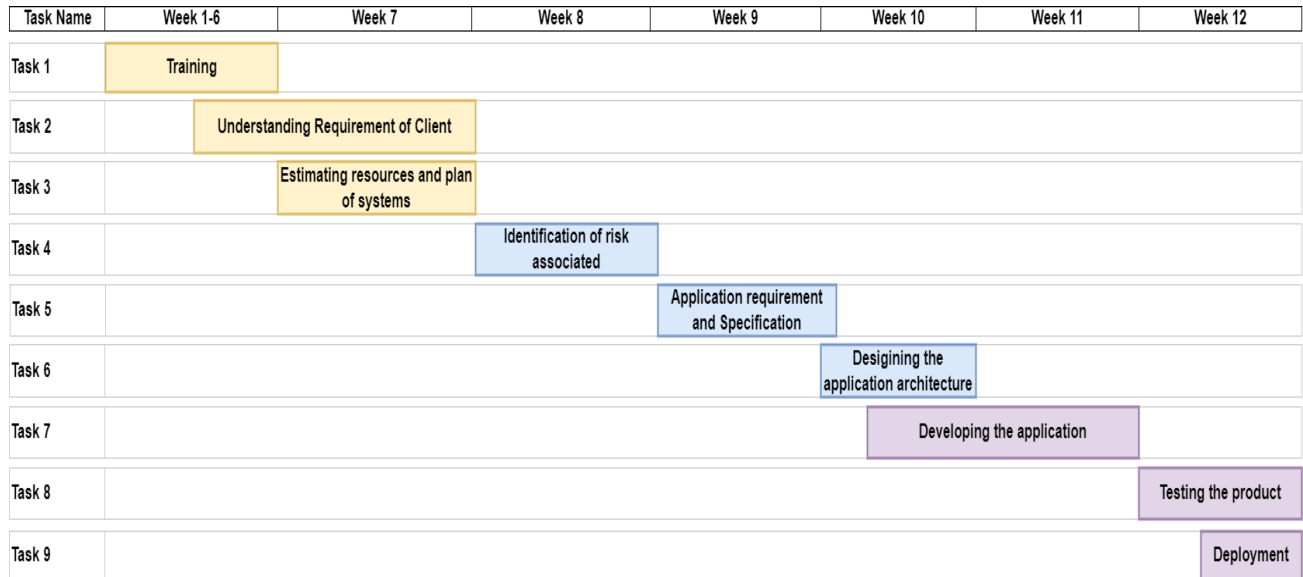 Task Name Week 1-6 Week 7 Week 8 Week 9 Week 10 Week 11 Week 12
Task 1 Training
Task 2 Understanding Requirement of Client
Task 3 Estimating resources and plan
of systems
Task 4 Identification of risk
associated
Task 5 Application requirement
and Specification
Task 6 Desigining the
application architecture
Task 7 Developing the application
Task 8 Testing the product
Task 9 Deployment